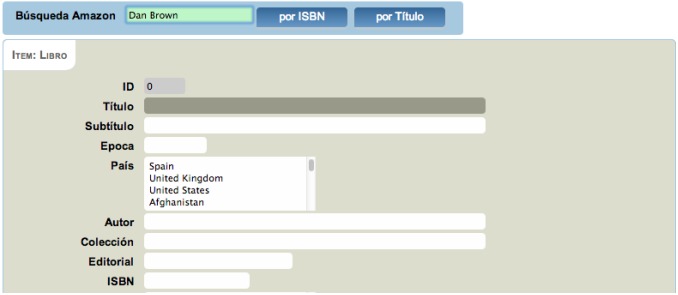 Búsqueda Amazon Dan Brown por ISBN por Título
ITEM: LIBRO
ID 0
Título
Subtítulo
Epoca
País Spain
United Kingdom
United States
Afghanistan
Autor
Colección
Editorial
ISBN